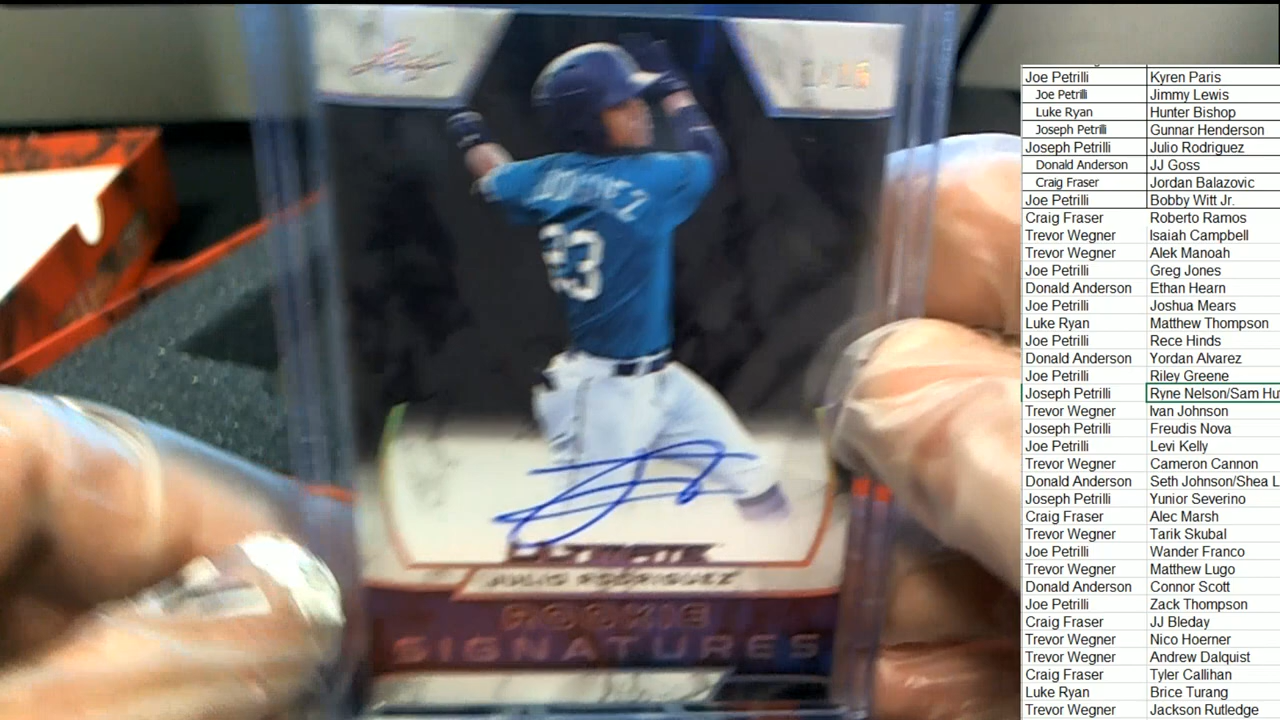 Leaf
ULTIMATE
JULIO RODRIGUEZ
ROOKIE
SIGNATURES
Joe Petrilli Kyren Paris
Joe Petrilli Jimmy Lewis
Luke Ryan Hunter Bishop
Joseph Petrilli Gunnar Henderson
Joseph Petrilli Julio Rodriguez
Donald Anderson JJ Goss
Craig Fraser Jordan Balazovic
Joe Petrilli Bobby Witt Jr.
Craig Fraser Roberto Ramos
Trevor Wegner Isaiah Campbell
Trevor Wegner Alek Manoah
Joe Petrilli Greg Jones
Donald Anderson Ethan Hearn
Joe Petrilli Joshua Mears
Luke Ryan Matthew Thompson
Joe Petrilli Rece Hinds
Donald Anderson Yordan Alvarez
Joe Petrilli Riley Greene
Joseph Petrilli Ryne Nelson/Sam Hu
Trevor Wegner Ivan Johnson
Joseph Petrilli Freudis Nova
Joe Petrilli Levi Kelly
Trevor Wegner Cameron Cannon
Donald Anderson Seth Johnson/Shea L
Joseph Petrilli Yunior Severino
Craig Fraser Alec Marsh
Trevor Wegner Tarik Skubal
Joe Petrilli Wander Franco
Trevor Wegner Matthew Lugo
Donald Anderson Connor Scott
Joe Petrilli Zack Thompson
Craig Fraser JJ Bleday
Trevor Wegner Nico Hoerner
Trevor Wegner Andrew Dalquist
Craig Fraser Tyler Callihan
Luke Ryan Brice Turang
Trevor Wegner Jackson Rutledge